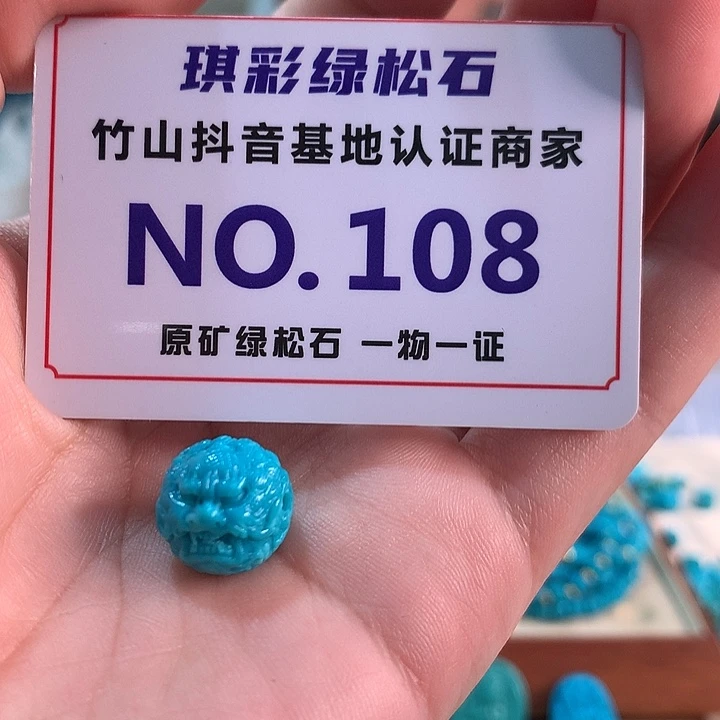 琪彩绿松石
竹山抖音基地认证商家
NO.108
原矿绿松石 一物一证